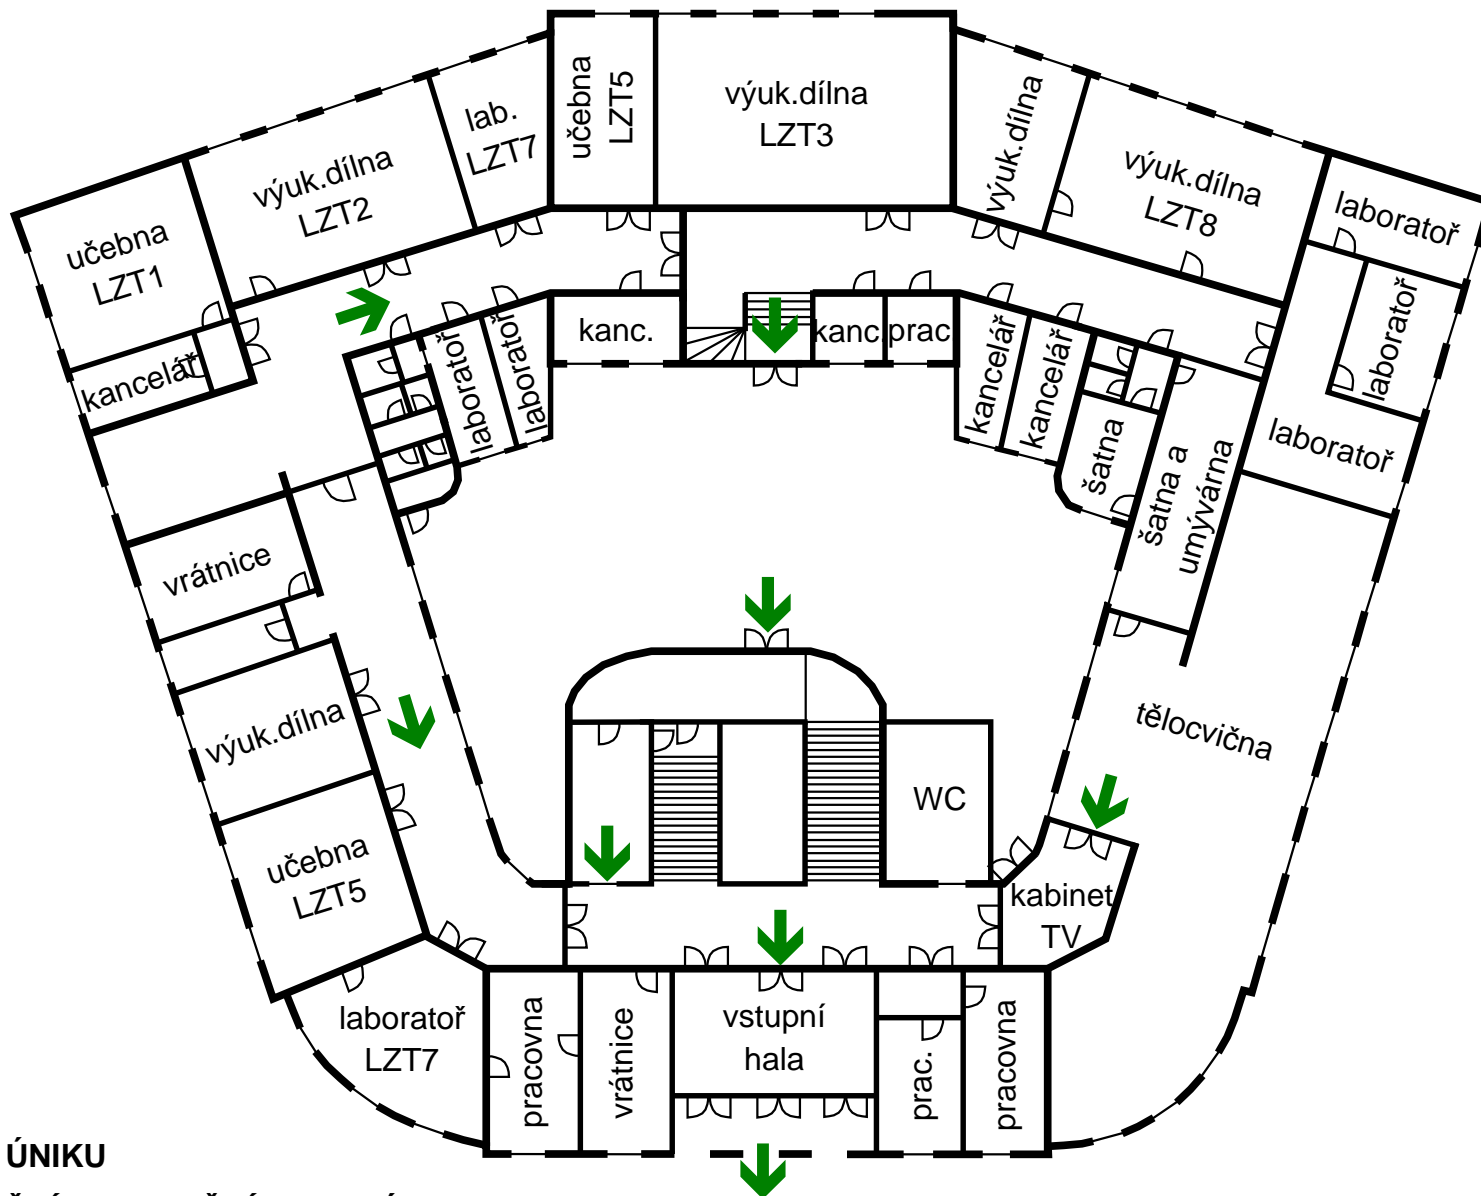 učebna
LZT1
výuk.dílna
LZT2
lab.
LZT7
učebna
LZT5
výuk.dílna
LZT3
výuk.dílna
výuk.dílna
LZT8
laboratoř
laboratoř
laboratoř
kancelář
laboratoř
laboratoř
kanc.
kanc.
prac.
kancelář
kancelář
šatna
šatna a
umývárna
vrátnice
výuk.dílna
učebna
LZT5
WC
tělocvična
kabinet
TV
laboratoř
LZT7
pracovna
vrátnice
vstupní
hala
prac.
pracovna
ÚNIKU